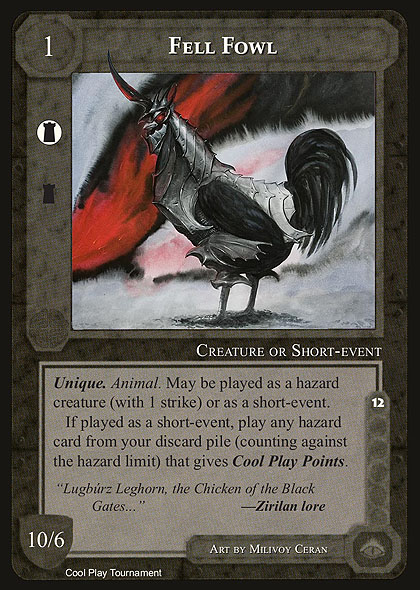 1
FELL FOWL
CREATURE OR SHORT-EVENT
Unique. Animal. May be played as a hazard
creature (with 1 strike) or as a short-event.
12
If played as a short-event, play any hazard
card from your discard pile (counting against
the hazard limit) that gives Cool Play Points.
“Lugbúrz Leghorn, the Chicken of the Black
Gates...” —Zirilan lore
10/6
ART BY MILIVOY CERAN
Cool Play Tournament